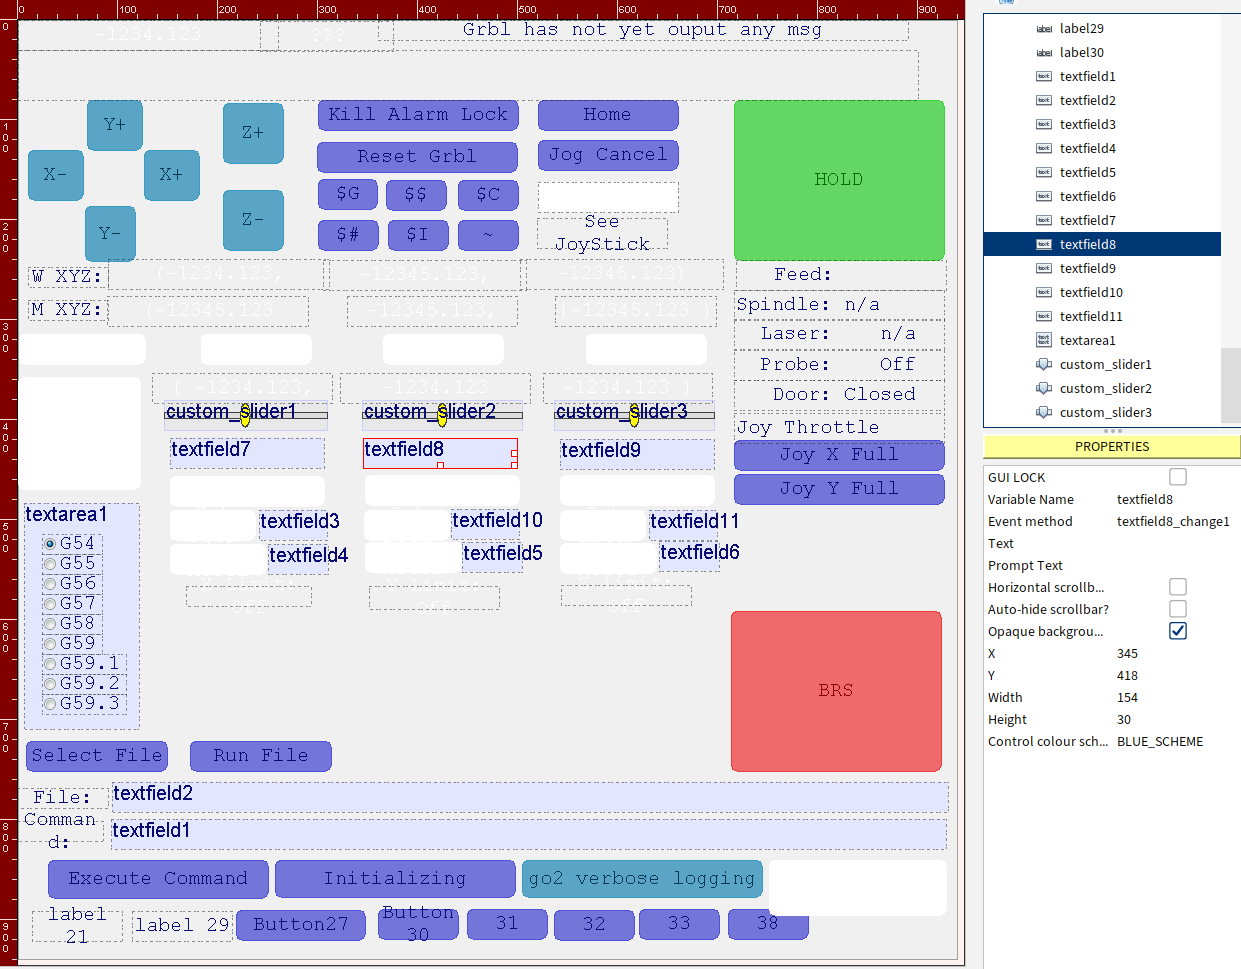 0 100 200 300 400 500 600 700 800 900
-1234.123 ??? Grbl has not yet ouput any msg
Kill Alarm Lock Home
Y+ Z+
Reset Grbl Jog Cancel
X- X+ HOLD
$G $$ $C
Y- Z- See
JoyStick
$# $I ~
W XYZ: (-1234.123, -12345.123, -12345.123) Feed:
M XYZ: (-12345.123 -12345.123, |-12345.123 ) Spindle: n/a
Laser: n/a
Probe: Off
( -1234.123, -1234.123 -1234.123 ) Door: Closed
custom_slider1 custom_slider2 custom_slider3
Joy Throttle
textfield7 textfield8 textfield9 Joy X Full
Joy Y Full
textarea1 textfield3 textfield10 textfield11
G54 textfield4 textfield5 textfield6
G55
G56
G57
G58
G59
G59.1
G59.2
G59.3
BRS
Select File Run File
File: textfield2
Comman
d: textfield1
Execute Command Initializing go2 verbose logging
label
21 label 29 Button27 Button
30 31 32 33 38
label29
label30
textfield1
textfield2
textfield3
textfield4
textfield5
textfield6
textfield7
textfield8
textfield9
textfield10
textfield11
textarea1
custom_slider1
custom_slider2
custom_slider3
PROPERTIES
GUI LOCK
Variable Name textfield8
Event method textfield8_change1
Text
Prompt Text
Horizontal scrollb...
Auto-hide scrollbar?
Opaque backgrou...
X 345
Y 418
Width 154
Height 30
Control colour sch... BLUE_SCHEME